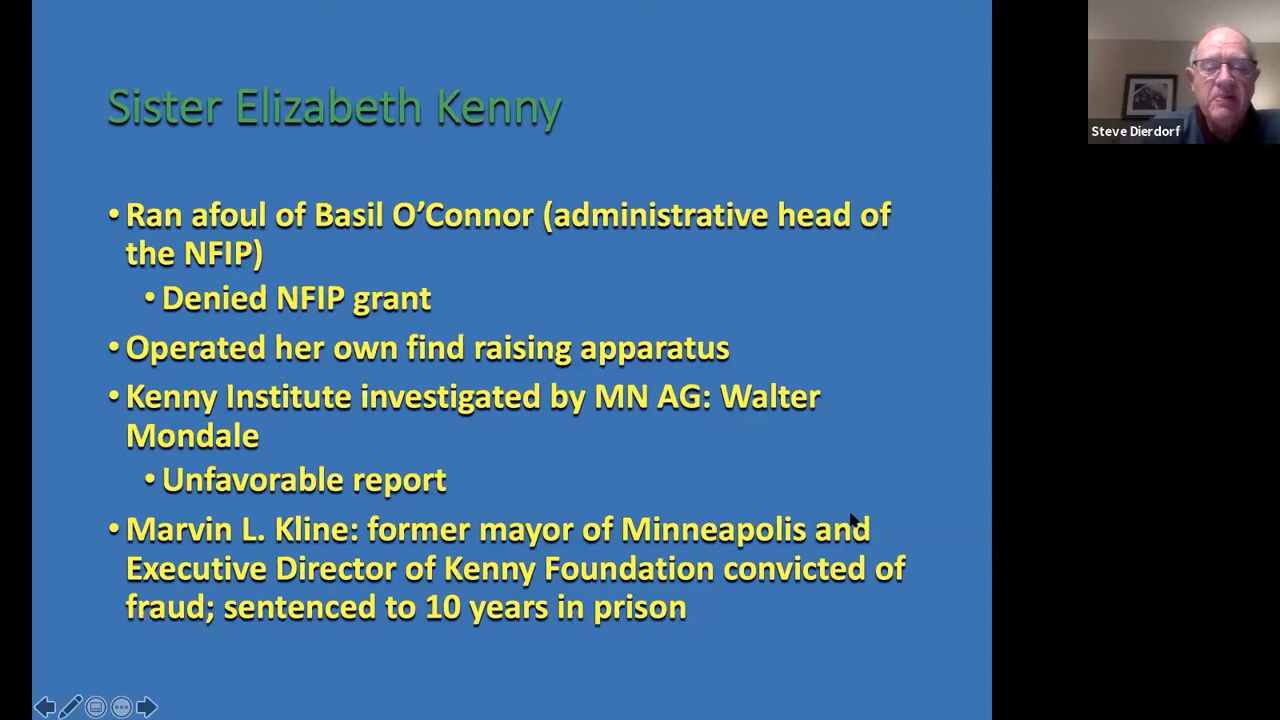 Sister Elizabeth Kenny
• Ran afoul of Basil O’Connor (administrative head of
the NFIP)
• Denied NFIP grant
• Operated her own find raising apparatus
• Kenny Institute investigated by MN AG: Walter
Mondale
• Unfavorable report
• Marvin L. Kline: former mayor of Minneapolis and
Executive Director of Kenny Foundation convicted of
fraud; sentenced to 10 years in prison
Steve Dierdorf